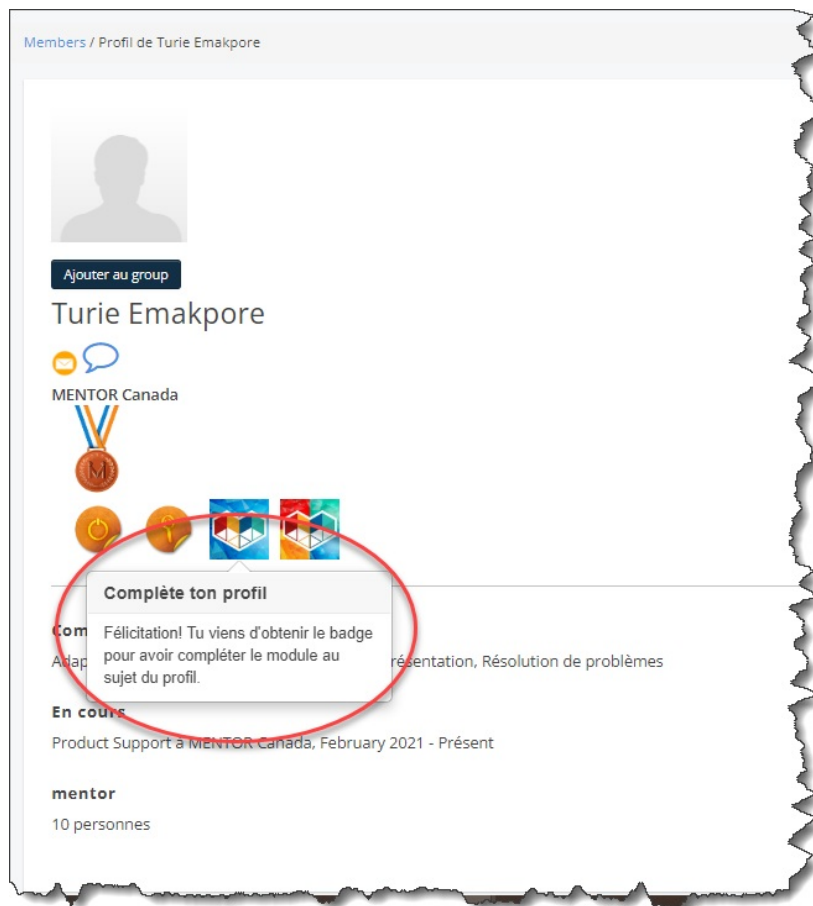 Members / Profil de Turie Emakpore
Ajouter au group
Turie Emakpore
MENTOR Canada
M
Complète ton profil
Félicitation! Tu viens d'obtenir le badge
pour avoir compléter le module au
sujet du profil.
résentation, Résolution de problèmes
En cours
Product Support à MENTOR Canada, February 2021 - Présent
mentor
10 personnes